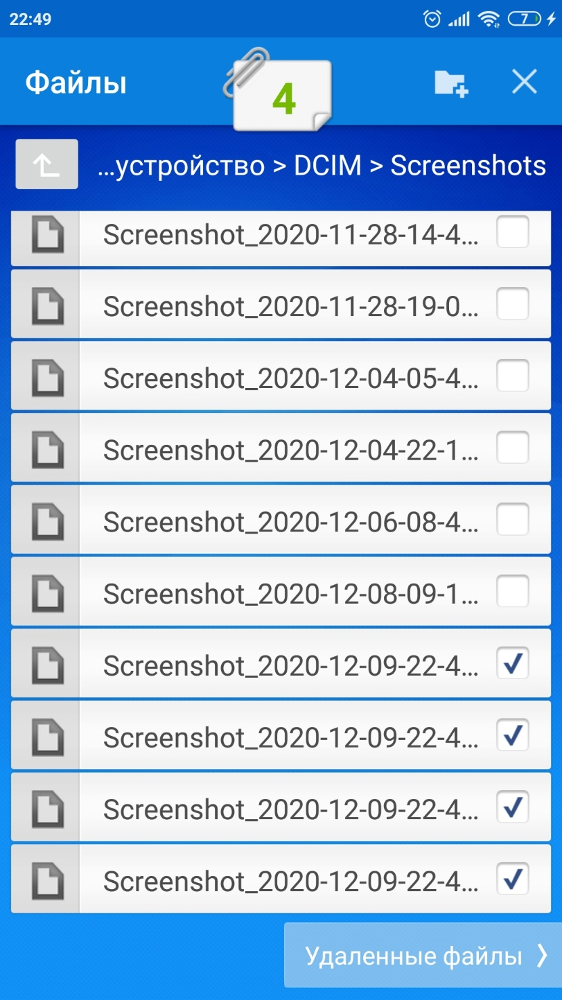 22:49
7
Файлы
4
...устройство > DCIM > Screenshots
Screenshot_2020-11-28-14-4...
Screenshot_2020-11-28-19-0...
Screenshot_2020-12-04-05-4...
Screenshot_2020-12-04-22-1...
Screenshot_2020-12-06-08-4...
Screenshot_2020-12-08-09-1...
Screenshot_2020-12-09-22-4...
Screenshot_2020-12-09-22-4...
Screenshot_2020-12-09-22-4...
Screenshot_2020-12-09-22-4...
Удаленные файлы